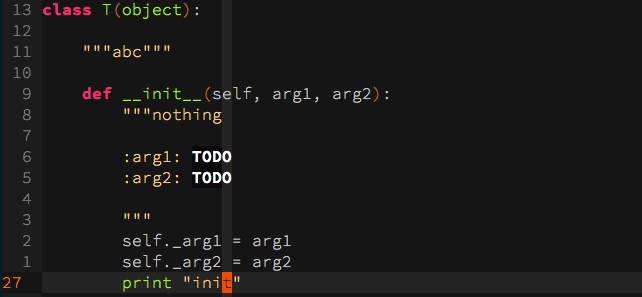 13 class T(object):
12
11     """abc"""
10
9     def __init__(self, arg1, arg2):
8         """nothing
7
6         :arg1: TODO
5         :arg2: TODO
4
3         """
2         self._arg1 = arg1
1         self._arg2 = arg2
27         print "init"